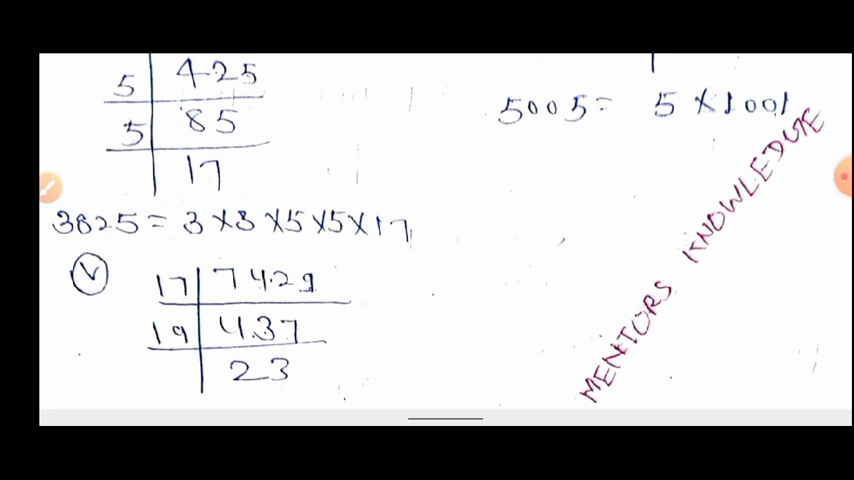 5 | 425
5 | 85
17
3825 = 3 × 3 × 5 × 5 × 17
V
17 | 7429
19 | 437
23
5005 = 5 × 1001
MENTORS KNOWLEDGE